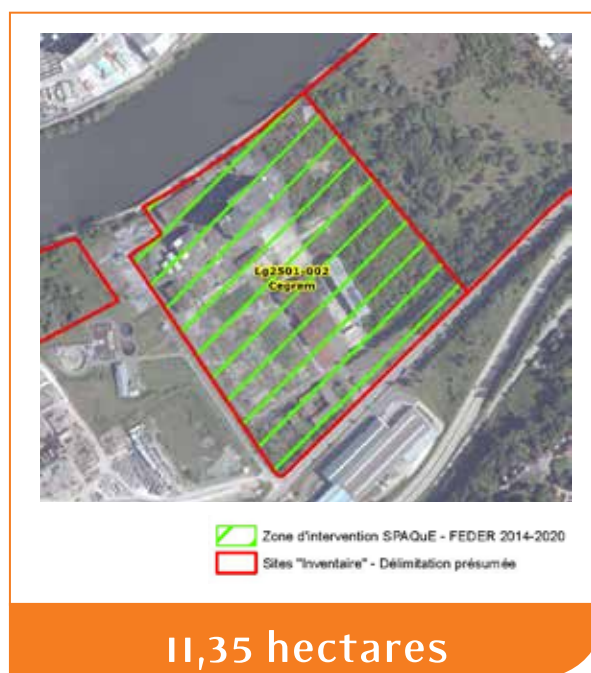 Lg2501-002
Cegrem
Zone d'intervention SPAQuE - FEDER 2014-2020
Sites "Inventaire" - Délimitation présumée
11,35 hectares